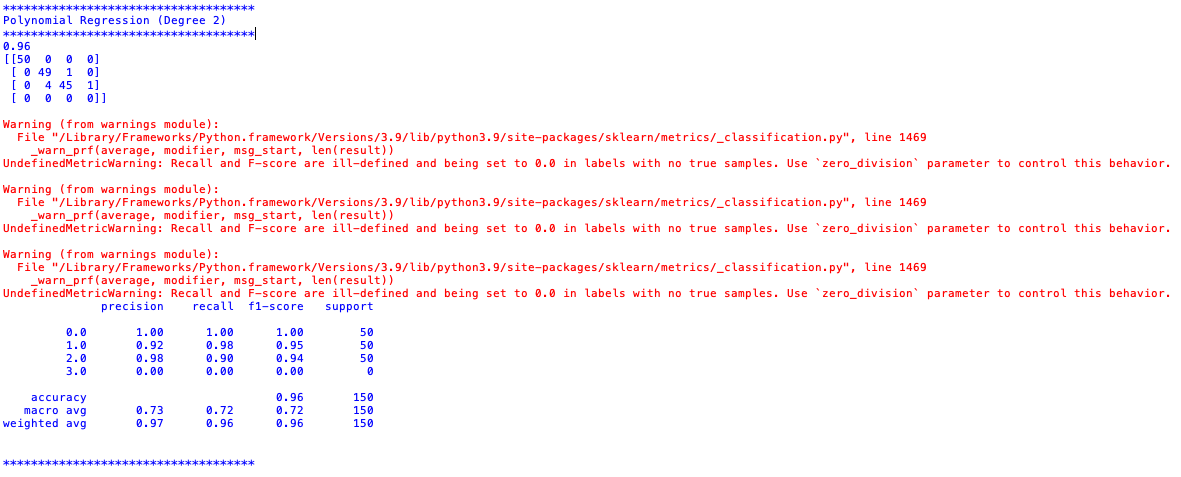 ************************************
Polynomial Regression (Degree 2)
************************************
0.96
[[50  0  0  0]
 [ 0 49  1  0]
 [ 0  4 45  1]
 [ 0  0  0  0]]

Warning (from warnings module):
  File "/Library/Frameworks/Python.framework/Versions/3.9/lib/python3.9/site-packages/sklearn/metrics/_classification.py", line 1469
    _warn_prf(average, modifier, msg_start, len(result))
UndefinedMetricWarning: Recall and F-score are ill-defined and being set to 0.0 in labels with no true samples. Use `zero_division` parameter to control this behavior.

Warning (from warnings module):
  File "/Library/Frameworks/Python.framework/Versions/3.9/lib/python3.9/site-packages/sklearn/metrics/_classification.py", line 1469
    _warn_prf(average, modifier, msg_start, len(result))
UndefinedMetricWarning: Recall and F-score are ill-defined and being set to 0.0 in labels with no true samples. Use `zero_division` parameter to control this behavior.

Warning (from warnings module):
  File "/Library/Frameworks/Python.framework/Versions/3.9/lib/python3.9/site-packages/sklearn/metrics/_classification.py", line 1469
    _warn_prf(average, modifier, msg_start, len(result))
UndefinedMetricWarning: Recall and F-score are ill-defined and being set to 0.0 in labels with no true samples. Use `zero_division` parameter to control this behavior.
              precision    recall  f1-score   support

         0.0       1.00      1.00      1.00        50
         1.0       0.92      0.98      0.95        50
         2.0       0.98      0.90      0.94        50
         3.0       0.00      0.00      0.00         0

    accuracy                           0.96       150
   macro avg       0.73      0.72      0.72       150
weighted avg       0.97      0.96      0.96       150


************************************